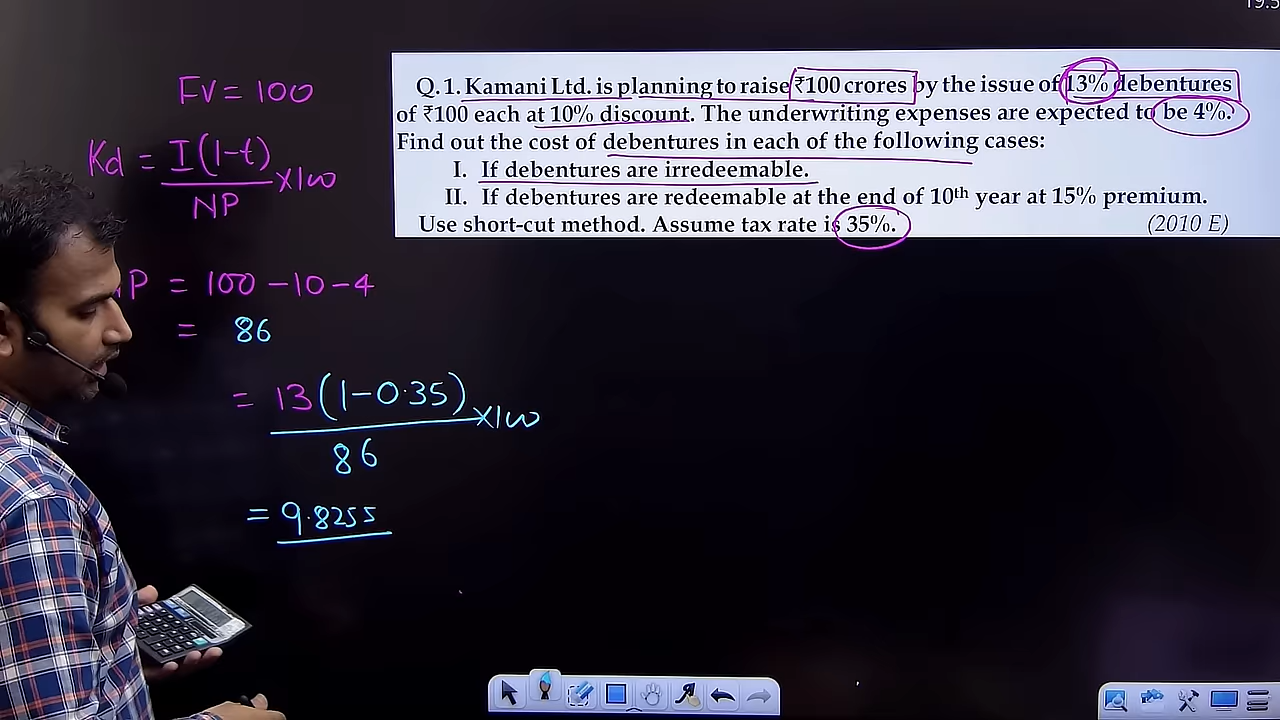 19.5
Q. 1. Kamani Ltd. is planning to raise ₹100 crores by the issue of 13% debentures
of ₹100 each at 10% discount. The underwriting expenses are expected to be 4%.
Find out the cost of debentures in each of the following cases:
I. If debentures are irredeemable.
II. If debentures are redeemable at the end of 10th year at 15% premium.
Use short-cut method. Assume tax rate is 35%. (2010 E)
FV = 100
Kd = I(1-t) ×100
NP
P = 100 - 10 - 4
= 86
= 13(1-0.35) ×100
86
= 9.8255